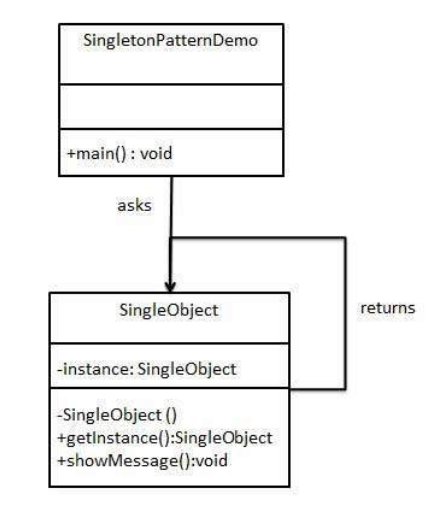 SingletonPatternDemo
+main() : void
asks
returns
SingleObject
-instance: SingleObject
-SingleObject ()
+getInstance():SingleObject
+showMessage():void